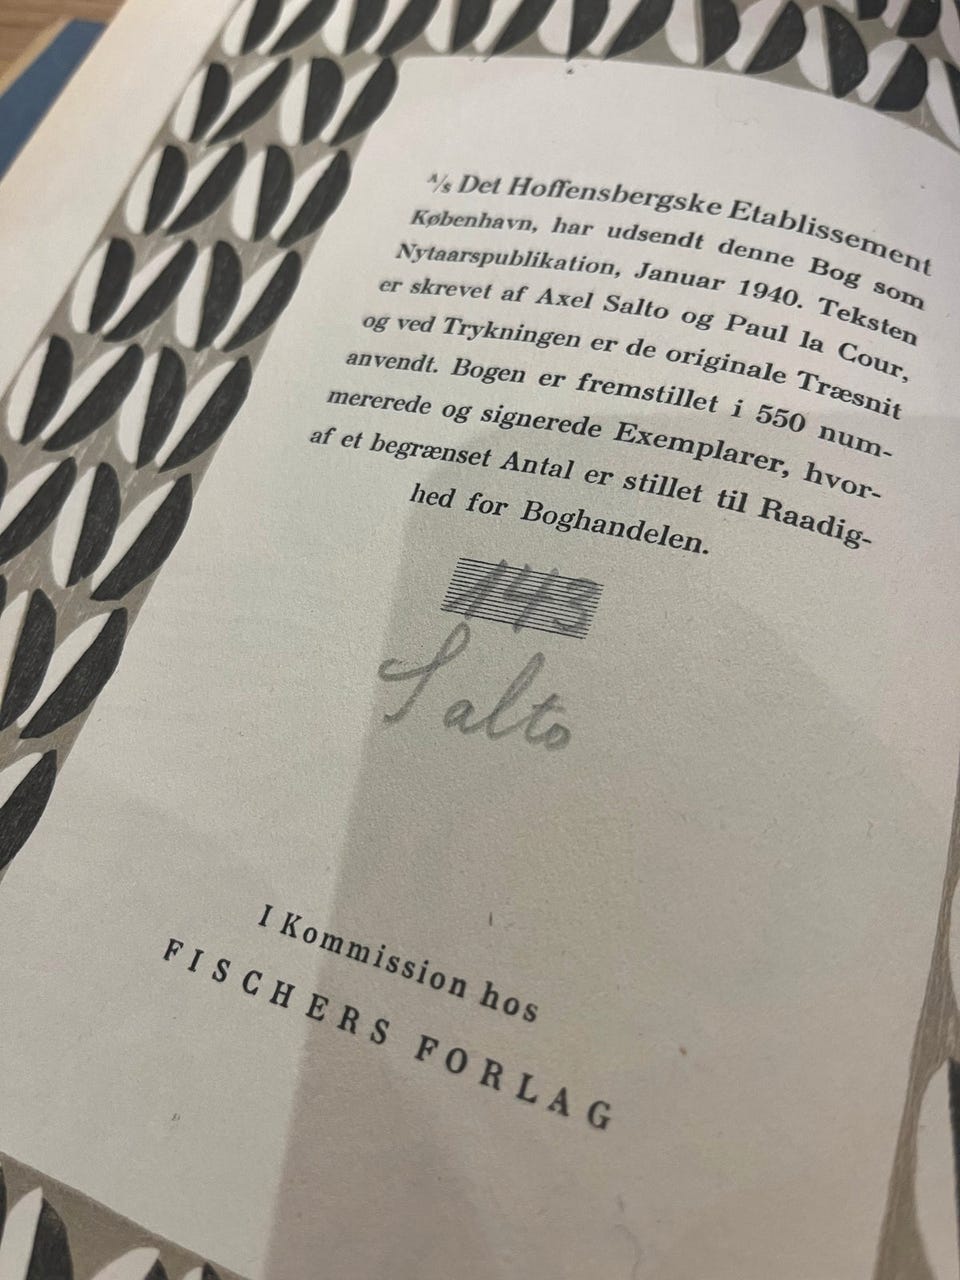 A/s Det Hoffensbergske Etablissement
København, har udsendt denne Bog som
Nytaarspublikation, Januar 1940. Teksten
er skrevet af Axel Salto og Paul la Cour,
og ved Trykningen er de originale Træsnit
anvendt. Bogen er fremstillet i 550 num-
mererede og signerede Exemplarer, hvor-
af et begrænset Antal er stillet til Raadig-
hed for Boghandelen.
143
Salto
I Kommission hos
FISCHERS FORLAG